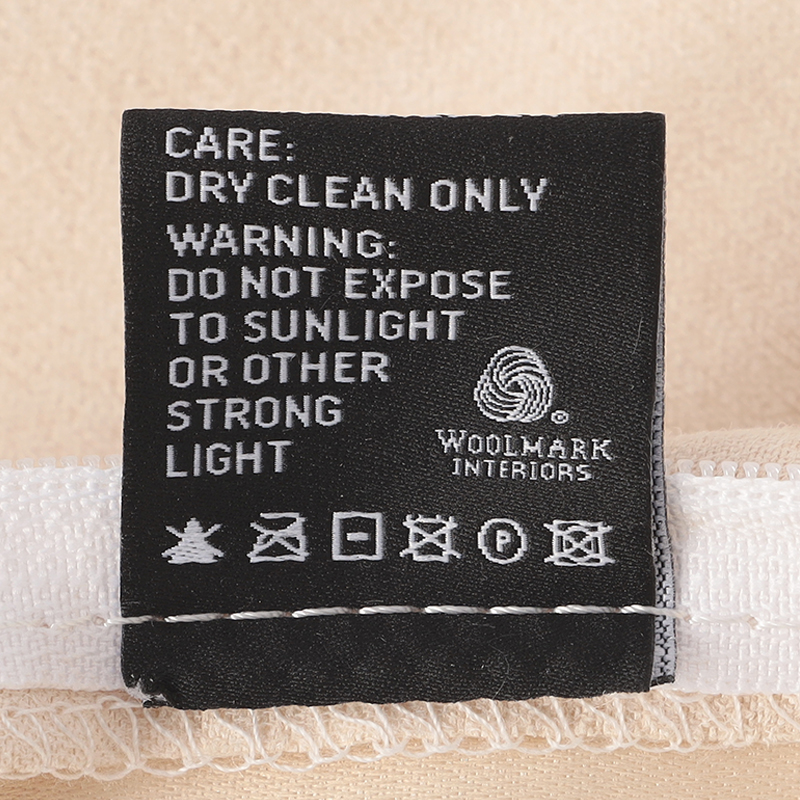 CARE:
DRY CLEAN ONLY
WARNING:
DO NOT EXPOSE
TO SUNLIGHT
OR OTHER
STRONG
LIGHT
®
WOOLMARK
INTERIORS
P